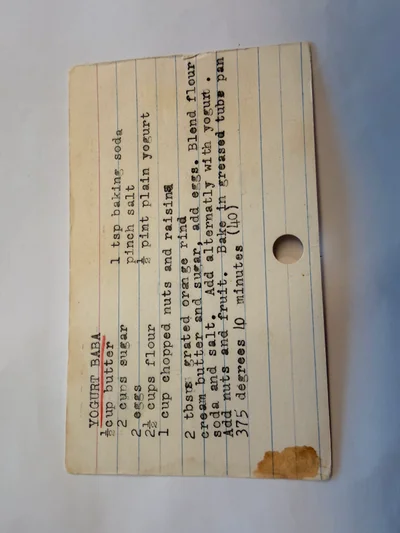 YOGURT BABA
½ cup butter 1 tsp baking soda
2 cups sugar pinch salt
2 eggs ½ pint plain yogurt
2½ cups flour
1 cup chopped nuts and raisins
2 tbsps grated orange rind
cream butter and sugar, add eggs. Blend flour
soda and salt. Add alternatly with yogurt.
Add nuts and fruit. Bake in greased tube pan
375 degrees 10 minutes (40)